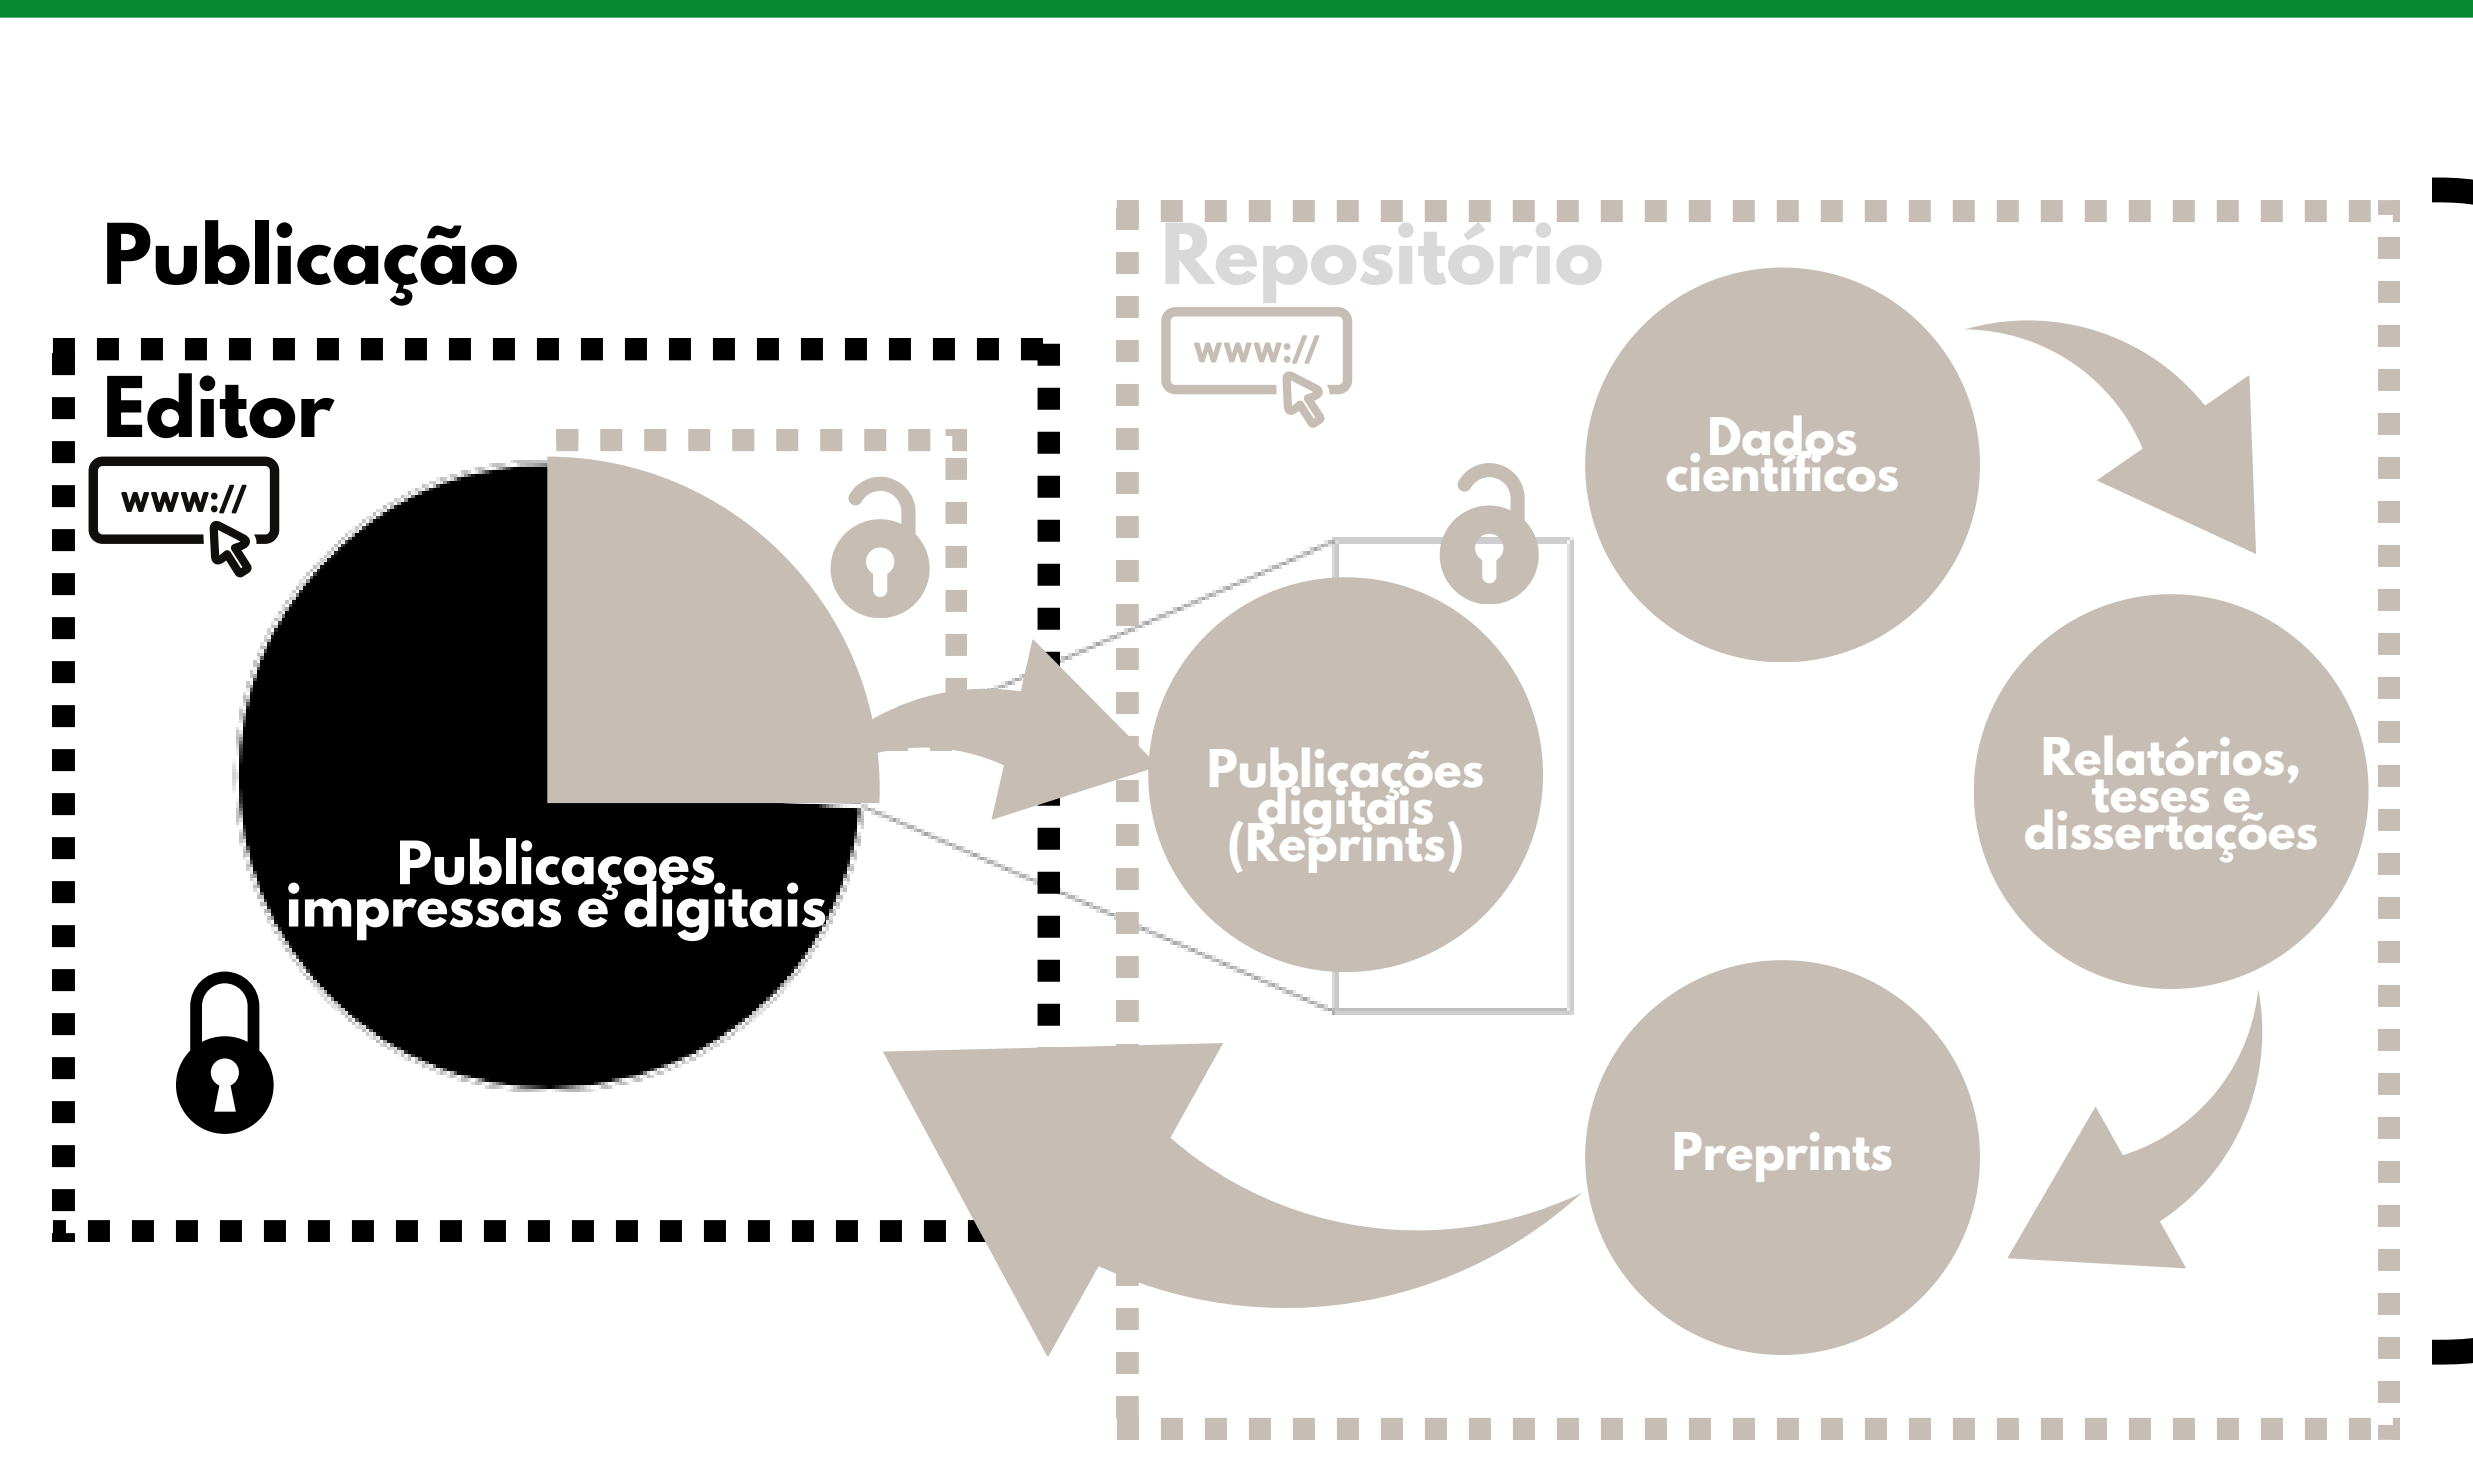 Publicação
Editor
www://
Publicaçoes
impressas e digitais
Repositório
www://
Dados
científicos
Relatórios,
teses e
dissertações
Publicações
digitais
(Reprints)
Preprints